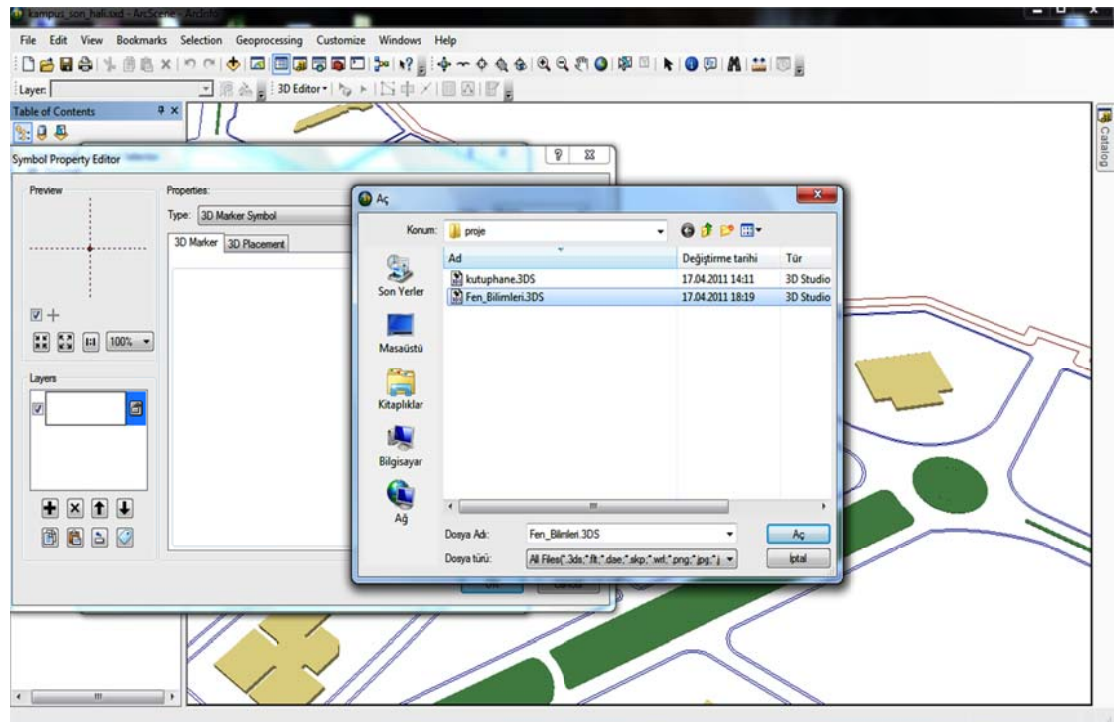 kampus_son_hali.sxd - ArcScene - ArcInfo
File Edit View Bookmarks Selection Geoprocessing Customize Windows Help
Layer:
3D Editor
Table of Contents
Catalog
Symbol Property Editor
Preview
100%
Layers
Properties:
Type: 3D Marker Symbol
3D Marker 3D Placement
Aç
Konum: proje
Ad Değiştirme tarihi Tür
kutuphane.3DS 17.04.2011 14:11 3D Studio
Fen_Bilimleri.3DS 17.04.2011 18:19 3D Studio
Son Yerler
Masaüstü
Kitaplıklar
Bilgisayar
Ağ
Dosya Adı: Fen_Bilimleri.3DS Aç
Dosya türü: All Files(*.3ds;*.flt;*.dae;*.skp;*.wrl;*.png;*.jpg;*.j İptal